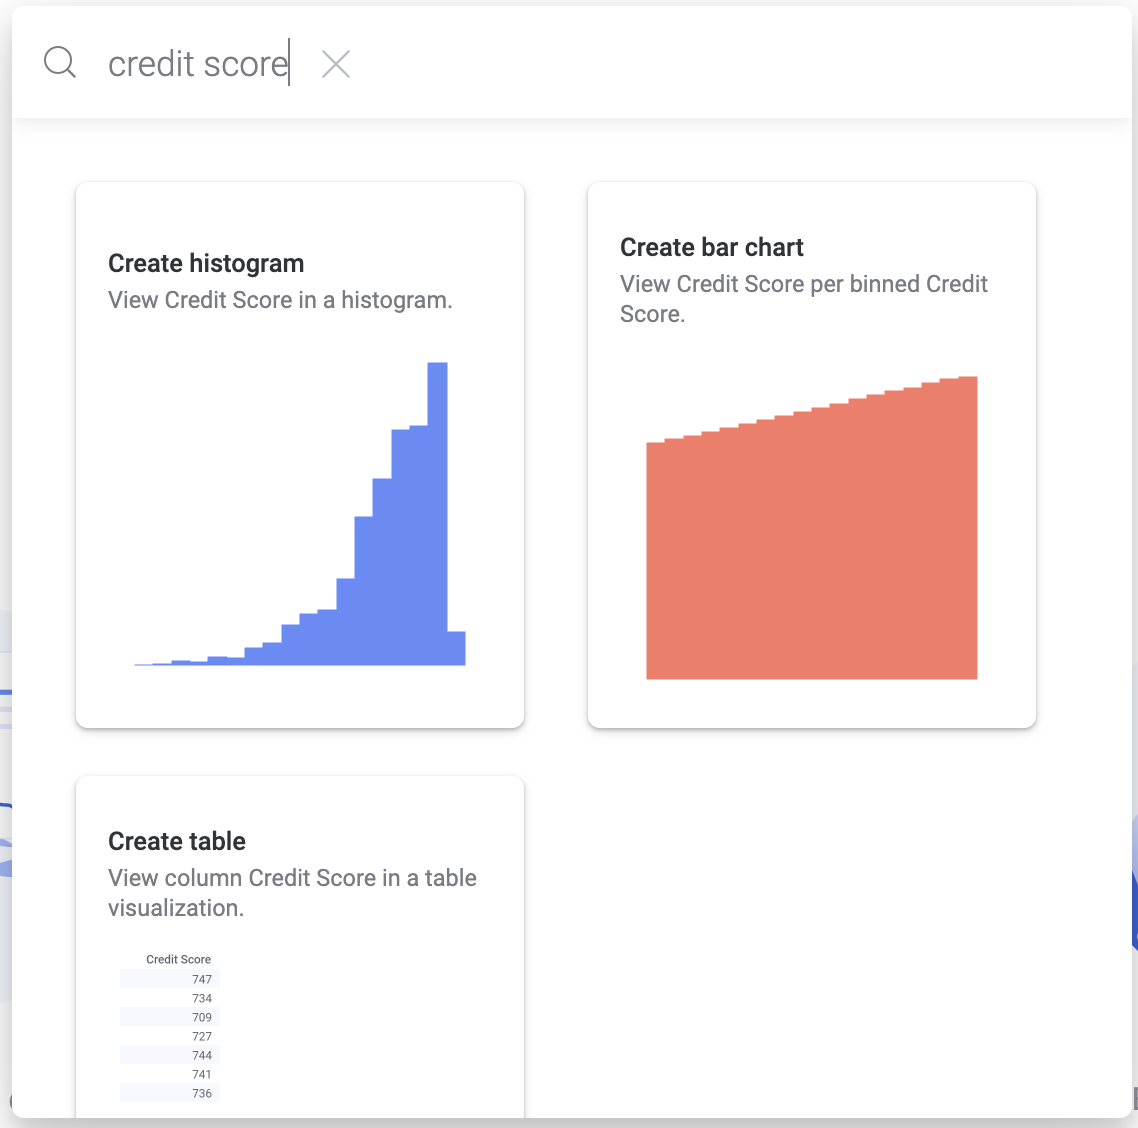 credit score
Create histogram
View Credit Score in a histogram.
Create bar chart
View Credit Score per binned Credit
Score.
Create table
View column Credit Score in a table
visualization.
Credit Score
747
734
709
727
744
741
736